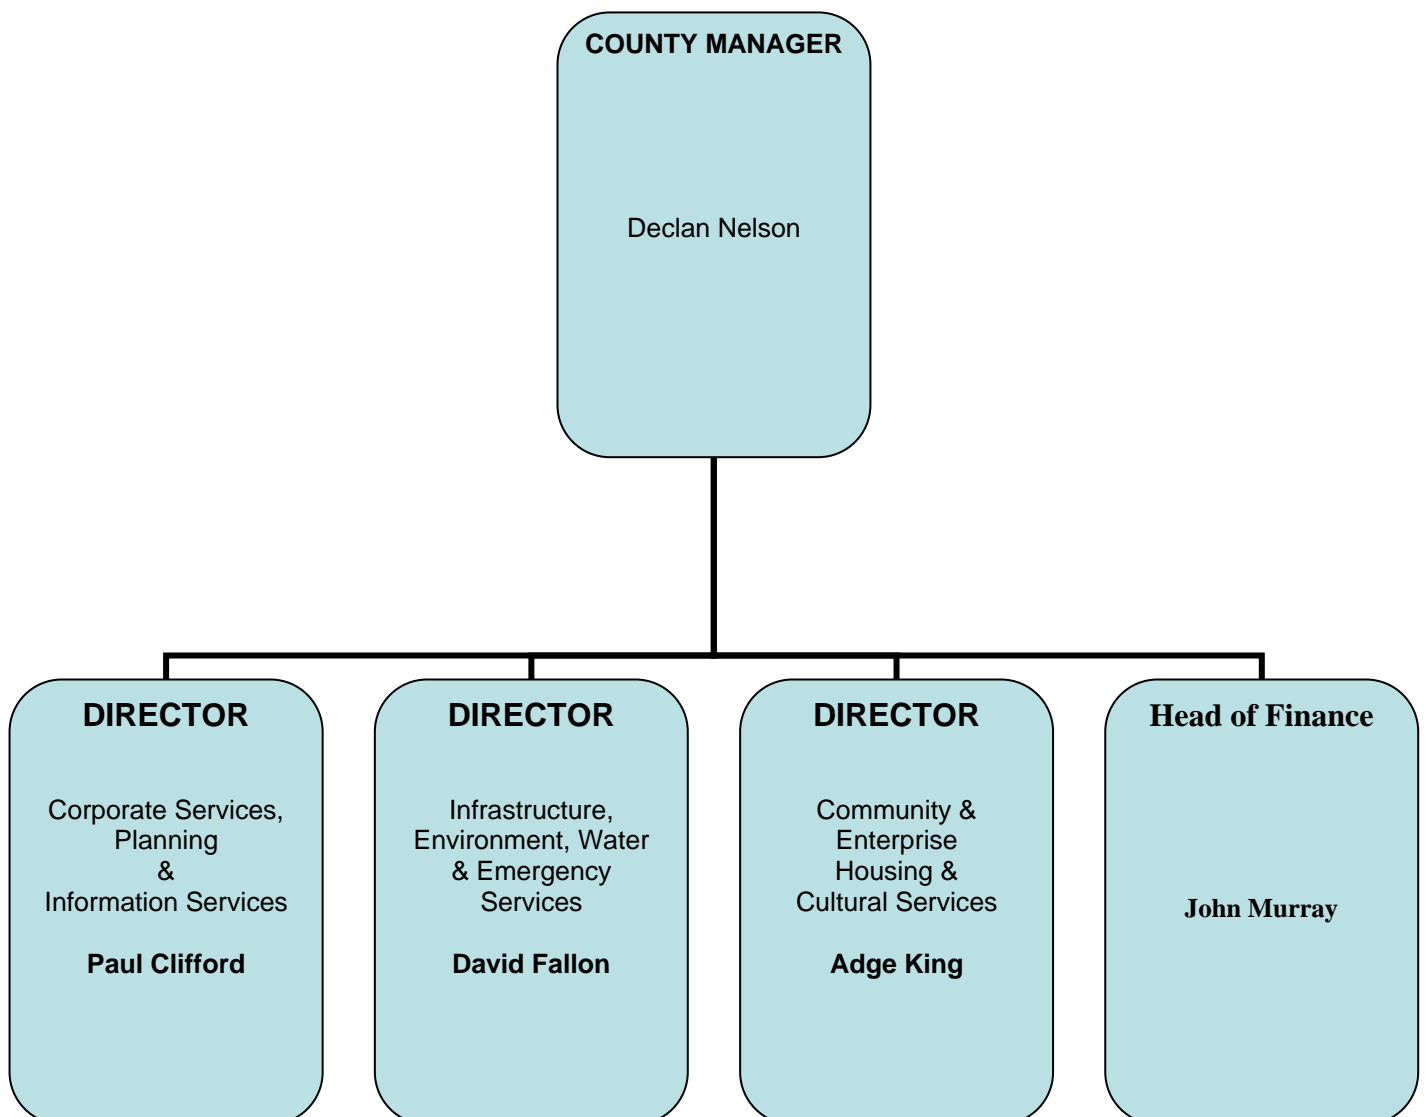 COUNTY MANAGER
Declan Nelson
DIRECTOR
Corporate Services,
Planning
&
Information Services
Paul Clifford
DIRECTOR
Infrastructure,
Environment, Water
& Emergency
Services
David Fallon
DIRECTOR
Community &
Enterprise
Housing &
Cultural Services
Adge King
Head of Finance
John Murray